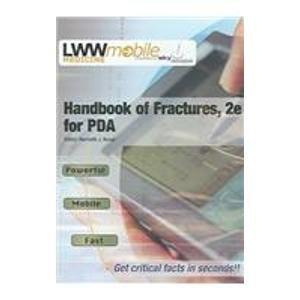 LWWmobile
MEDICINE
Handbook of Fractures, 2e
for PDA
Powerful
Mobile
Fast
Get critical facts in seconds!!